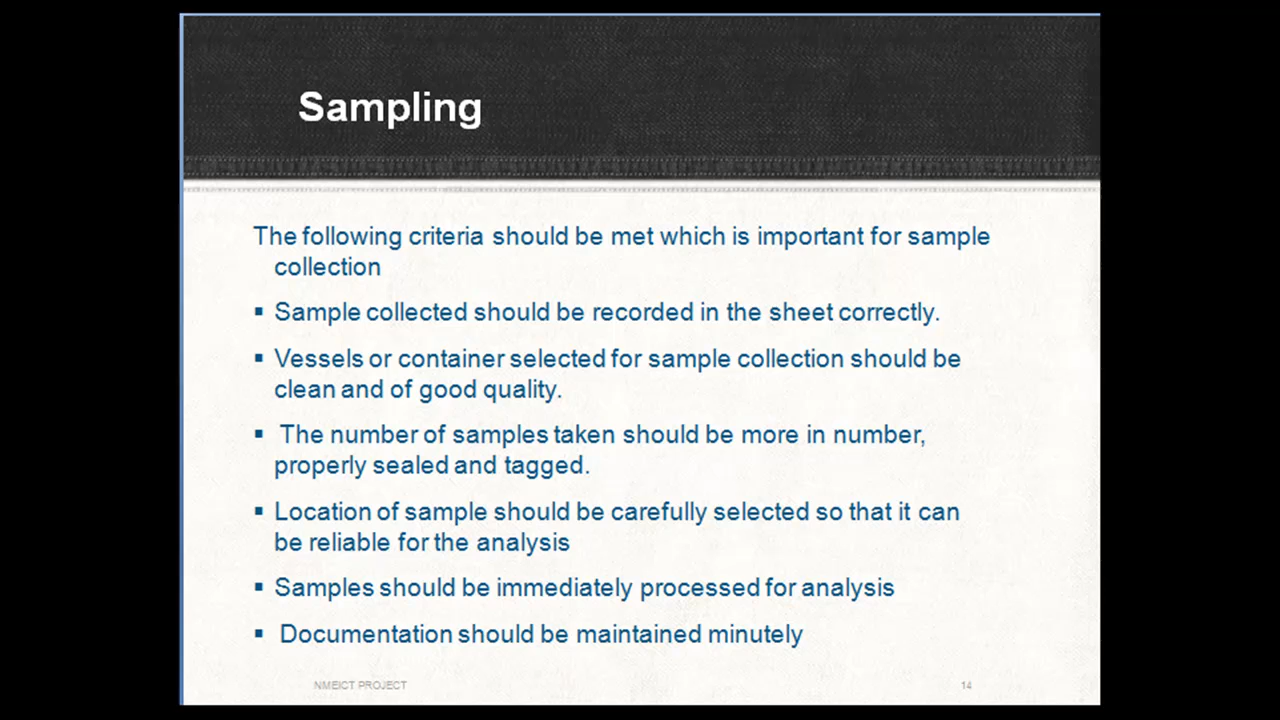 Sampling
The following criteria should be met which is important for sample
collection
▪ Sample collected should be recorded in the sheet correctly.
▪ Vessels or container selected for sample collection should be
clean and of good quality.
▪ The number of samples taken should be more in number,
properly sealed and tagged.
▪ Location of sample should be carefully selected so that it can
be reliable for the analysis
▪ Samples should be immediately processed for analysis
▪ Documentation should be maintained minutely
NMEICT PROJECT 14